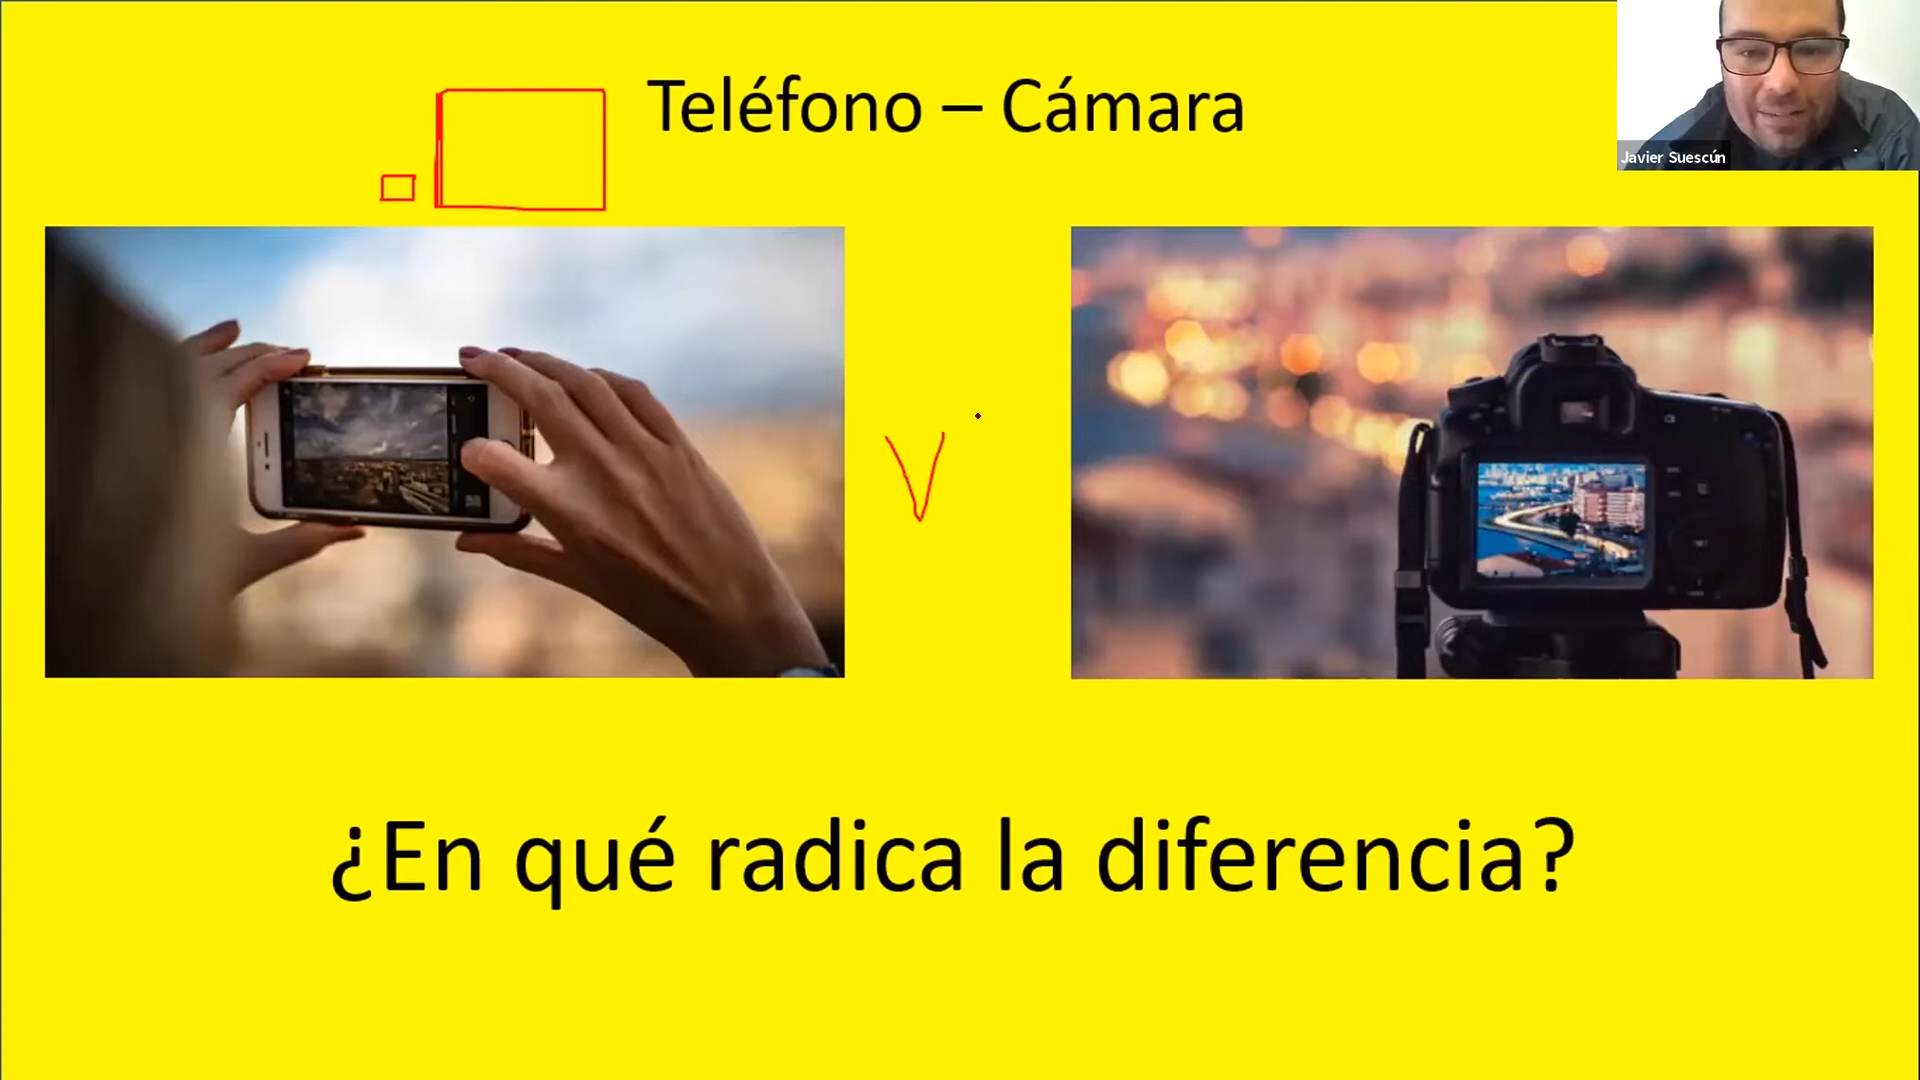 Teléfono – Cámara
Javier Suescún
V
¿En qué radica la diferencia?